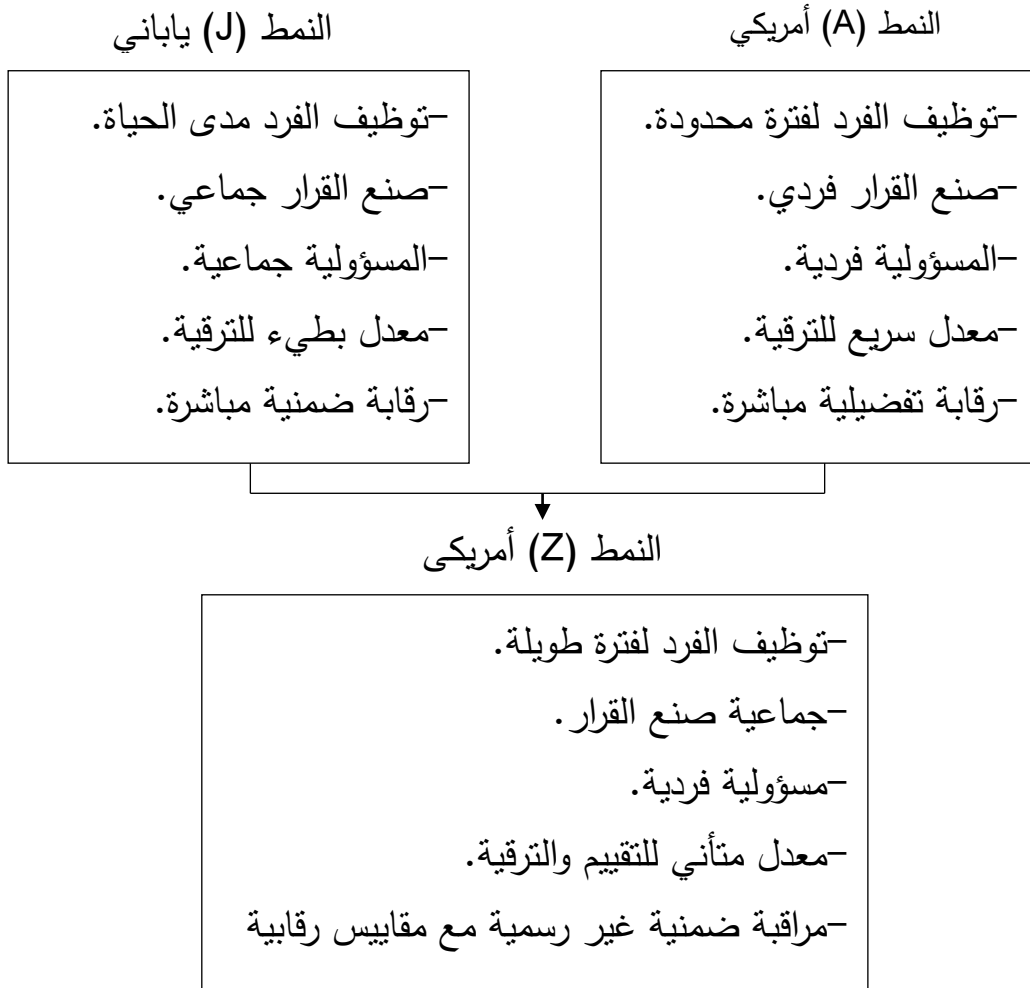 النمط (A) أمريكي
-توظيف الفرد لفترة محدودة.
-صنع القرار فردي.
-المسؤولية فردية.
-معدل سريع للترقية.
-رقابة تفضيلية مباشرة.
النمط (J) ياباني
-توظيف الفرد مدى الحياة.
-صنع القرار جماعي.
-المسؤولية جماعية.
-معدل بطيء للترقية.
-رقابة ضمنية مباشرة.
النمط (Z) أمريكى
-توظيف الفرد لفترة طويلة.
-جماعية صنع القرار.
-مسؤولية فردية.
-معدل متأني للتقييم والترقية.
-مراقبة ضمنية غير رسمية مع مقاييس رقابية